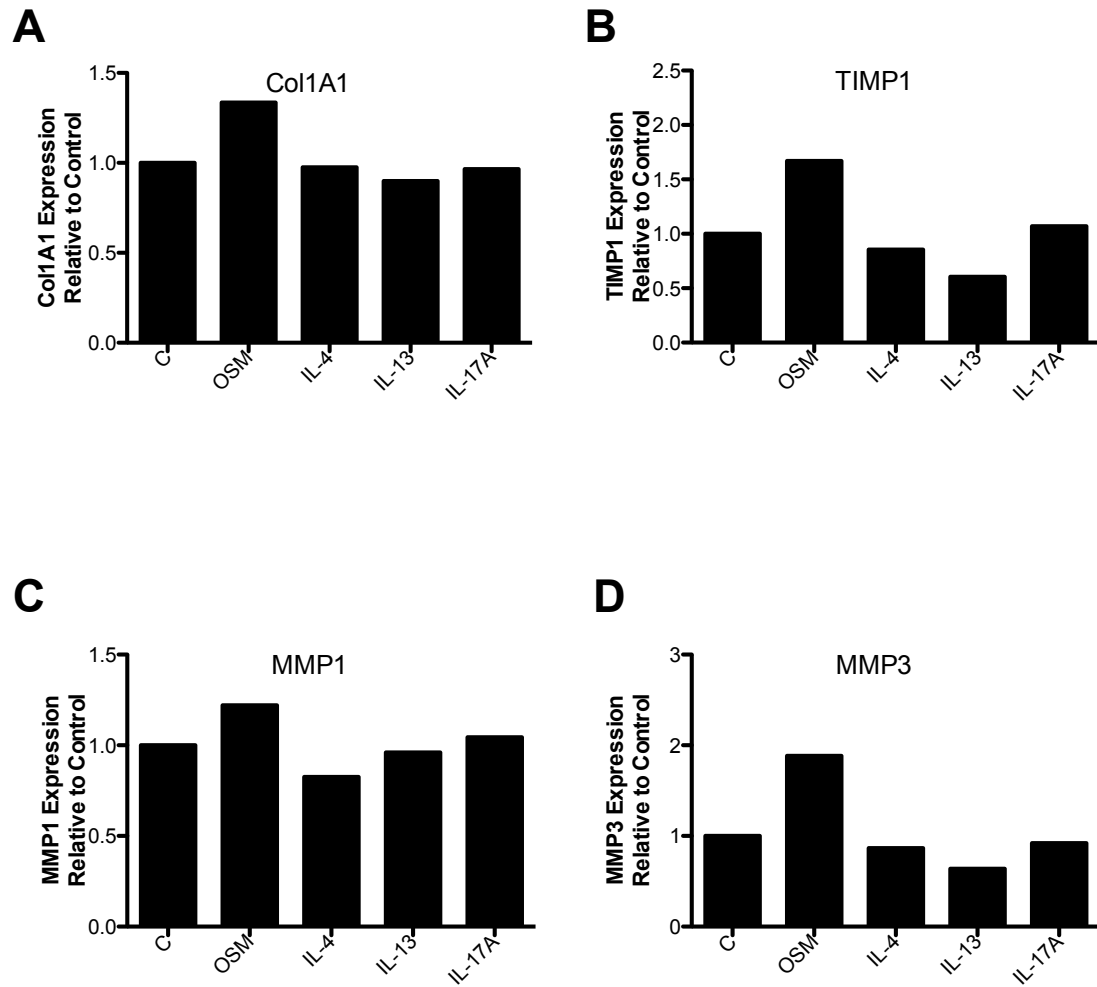 A
Col1A1
Col1A1 Expression
Relative to Control
1.5
1.0
0.5
0.0
C
OSM
IL-4
IL-13
IL-17A
B
TIMP1
TIMP1 Expression
Relative to Control
2.5
2.0
1.5
1.0
0.5
0.0
C
OSM
IL-4
IL-13
IL-17A
C
MMP1
MMP1 Expression
Relative to Control
1.5
1.0
0.5
0.0
C
OSM
IL-4
IL-13
IL-17A
D
MMP3
MMP3 Expression
Relative to Control
3
2
1
0
C
OSM
IL-4
IL-13
IL-17A